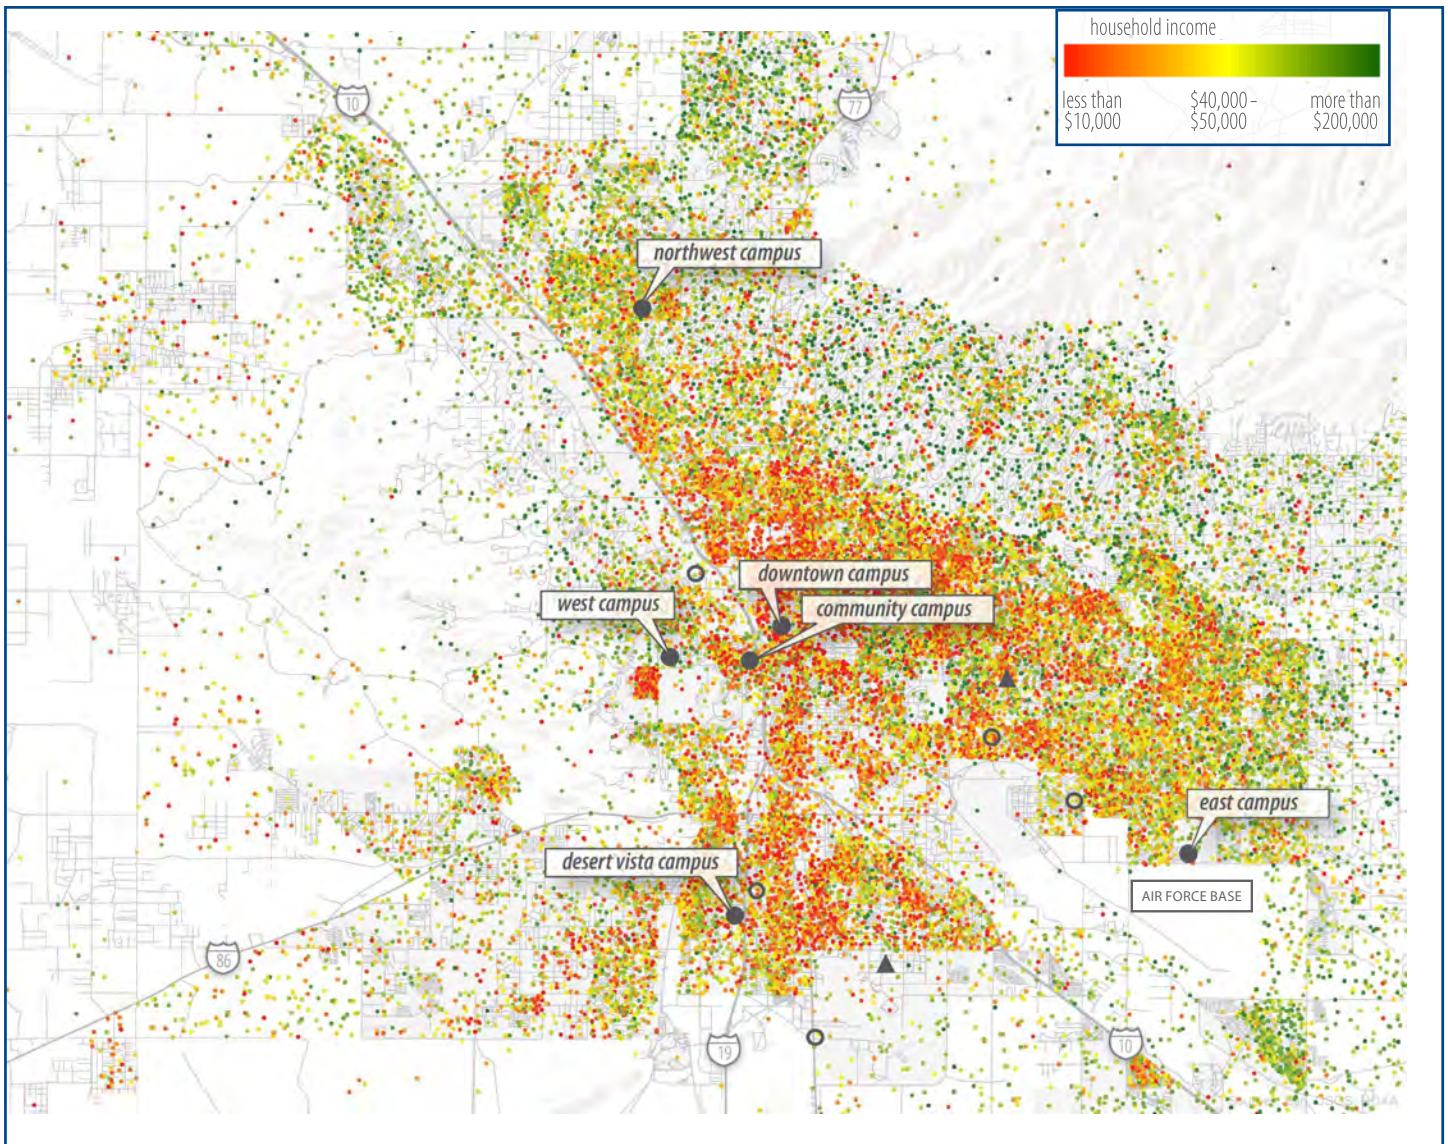 household income
less than
$10,000
$40,000 –
$50,000
more than
$200,000
10
77
northwest campus
downtown campus
west campus
community campus
east campus
desert vista campus
AIR FORCE BASE
86
19
10